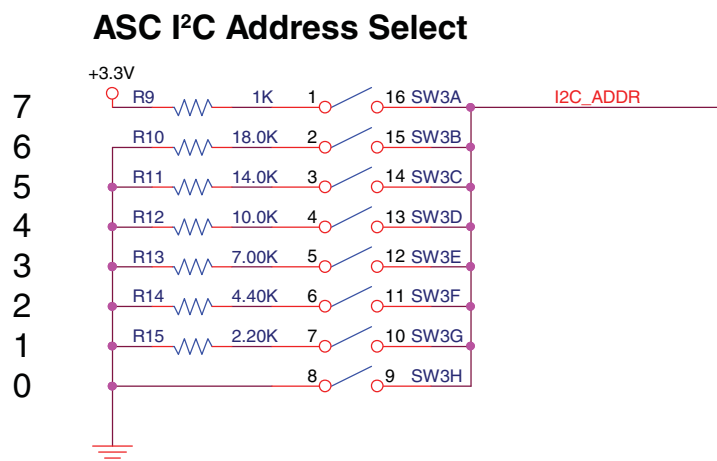 ASC I²C Address Select
+3.3V
7 R9 1K 1 16 SW3A I2C_ADDR
6 R10 18.0K 2 15 SW3B
5 R11 14.0K 3 14 SW3C
4 R12 10.0K 4 13 SW3D
3 R13 7.00K 5 12 SW3E
2 R14 4.40K 6 11 SW3F
1 R15 2.20K 7 10 SW3G
0 8 9 SW3H